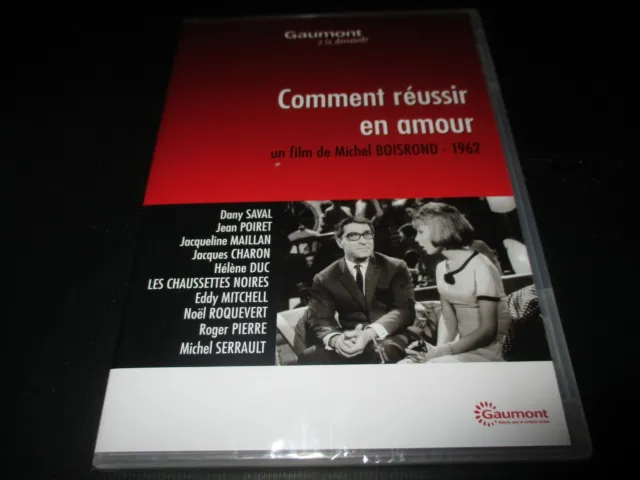 Gaumont
à la demande
Comment réussir
en amour
un film de Michel BOISROND - 1962
Dany SAVAL
Jean POIRET
Jacqueline MAILLAN
Jacques CHARON
Hélène DUC
LES CHAUSSETTES NOIRES
Eddy MITCHELL
Noël ROQUEVERT
Roger PIERRE
Michel SERRAULT
Gaumont